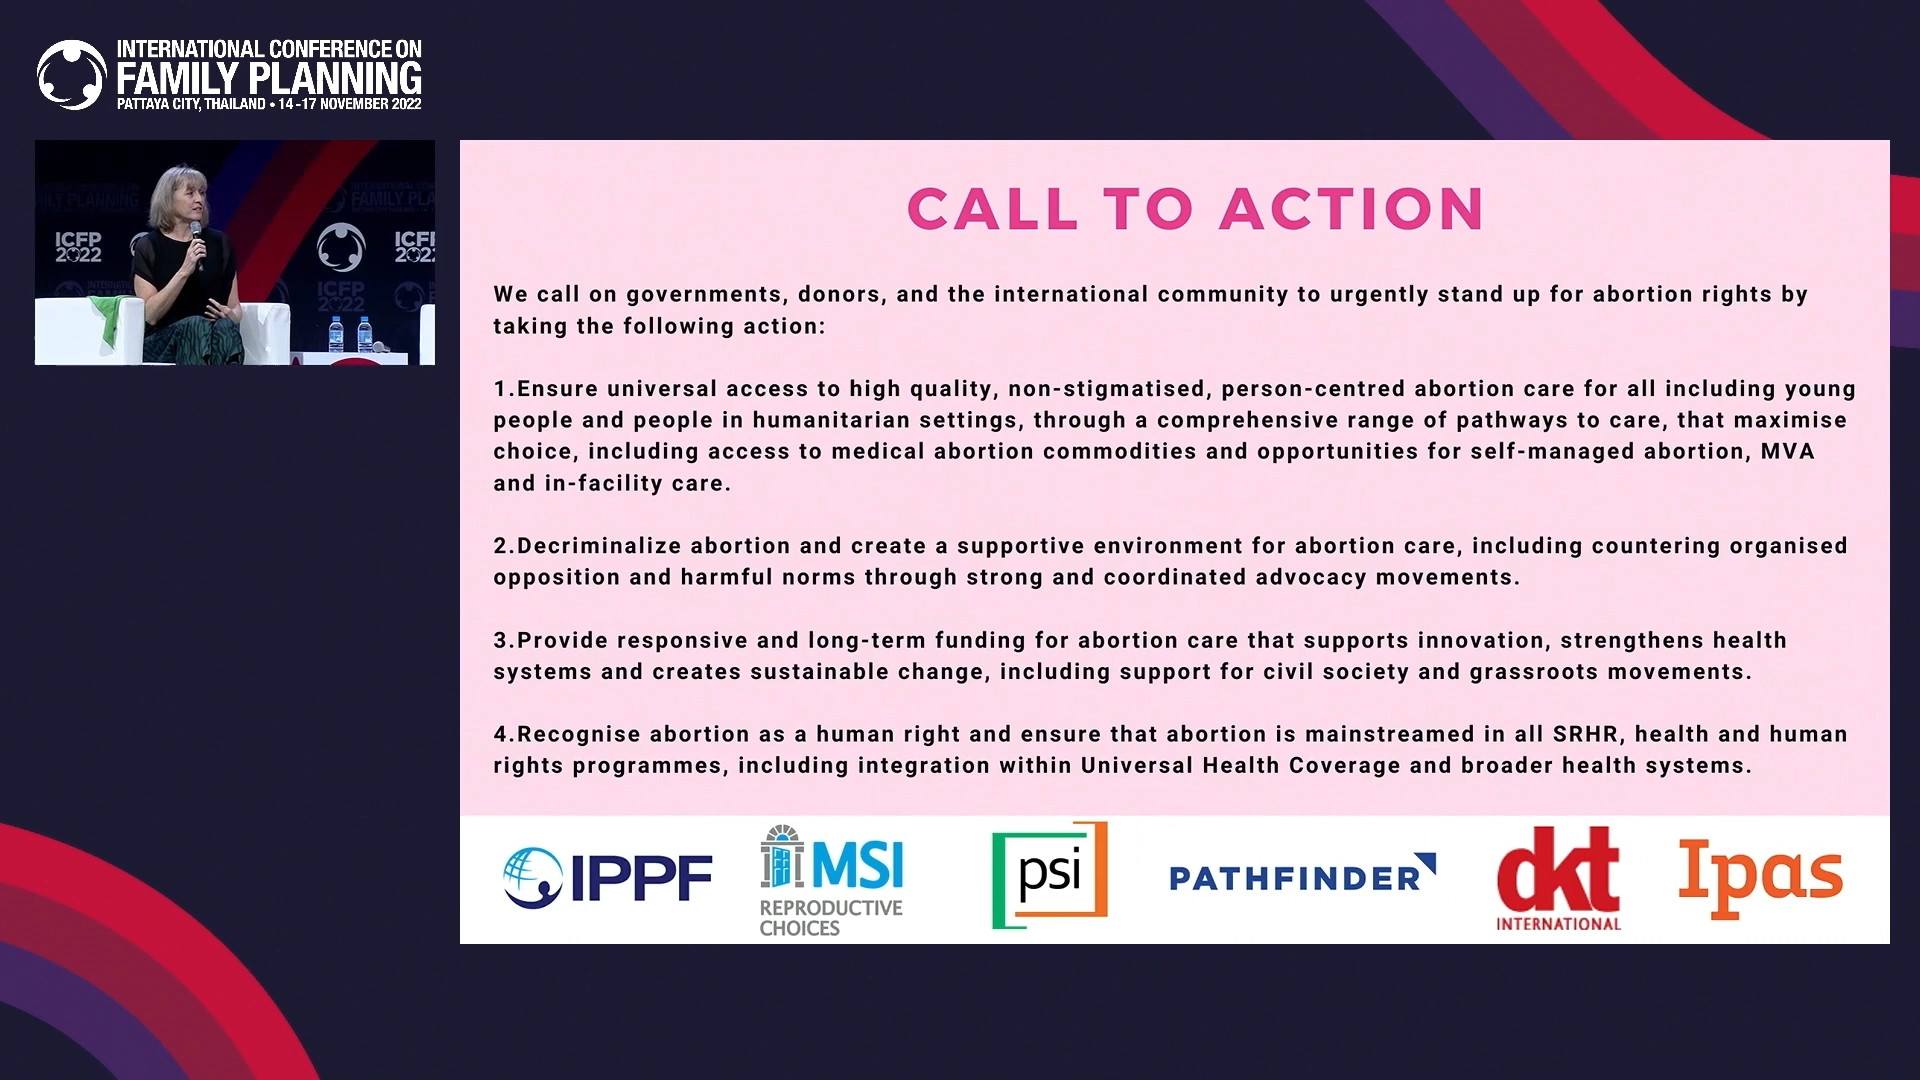 INTERNATIONAL CONFERENCE ON
FAMILY PLANNING
PATTAYA CITY, THAILAND • 14-17 NOVEMBER 2022
ICFP
2022
ICFP
2022
ICFP
2022
CALL TO ACTION
We call on governments, donors, and the international community to urgently stand up for abortion rights by
taking the following action:
1.Ensure universal access to high quality, non-stigmatised, person-centred abortion care for all including young
people and people in humanitarian settings, through a comprehensive range of pathways to care, that maximise
choice, including access to medical abortion commodities and opportunities for self-managed abortion, MVA
and in-facility care.
2.Decriminalize abortion and create a supportive environment for abortion care, including countering organised
opposition and harmful norms through strong and coordinated advocacy movements.
3.Provide responsive and long-term funding for abortion care that supports innovation, strengthens health
systems and creates sustainable change, including support for civil society and grassroots movements.
4.Recognise abortion as a human right and ensure that abortion is mainstreamed in all SRHR, health and human
rights programmes, including integration within Universal Health Coverage and broader health systems.
IPPF
MSI
REPRODUCTIVE
CHOICES
psi
PATHFINDER
dkt
INTERNATIONAL
Ipas